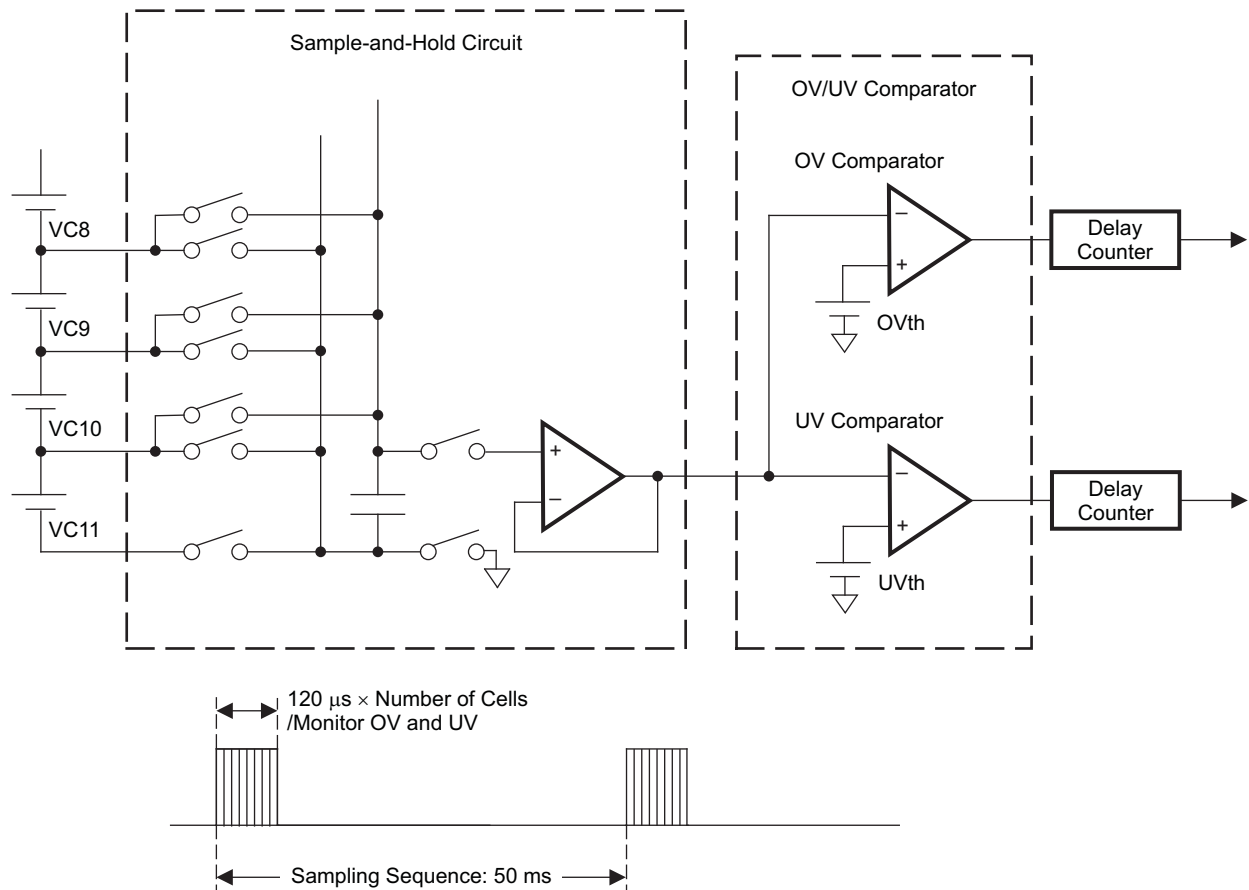 Sample-and-Hold Circuit
OV/UV Comparator
OV Comparator
VC8
−
+
Delay
Counter
OVth
VC9
UV Comparator
VC10
+
−
−
+
Delay
Counter
VC11
UVth
120 μs × Number of Cells
/Monitor OV and UV
Sampling Sequence: 50 ms